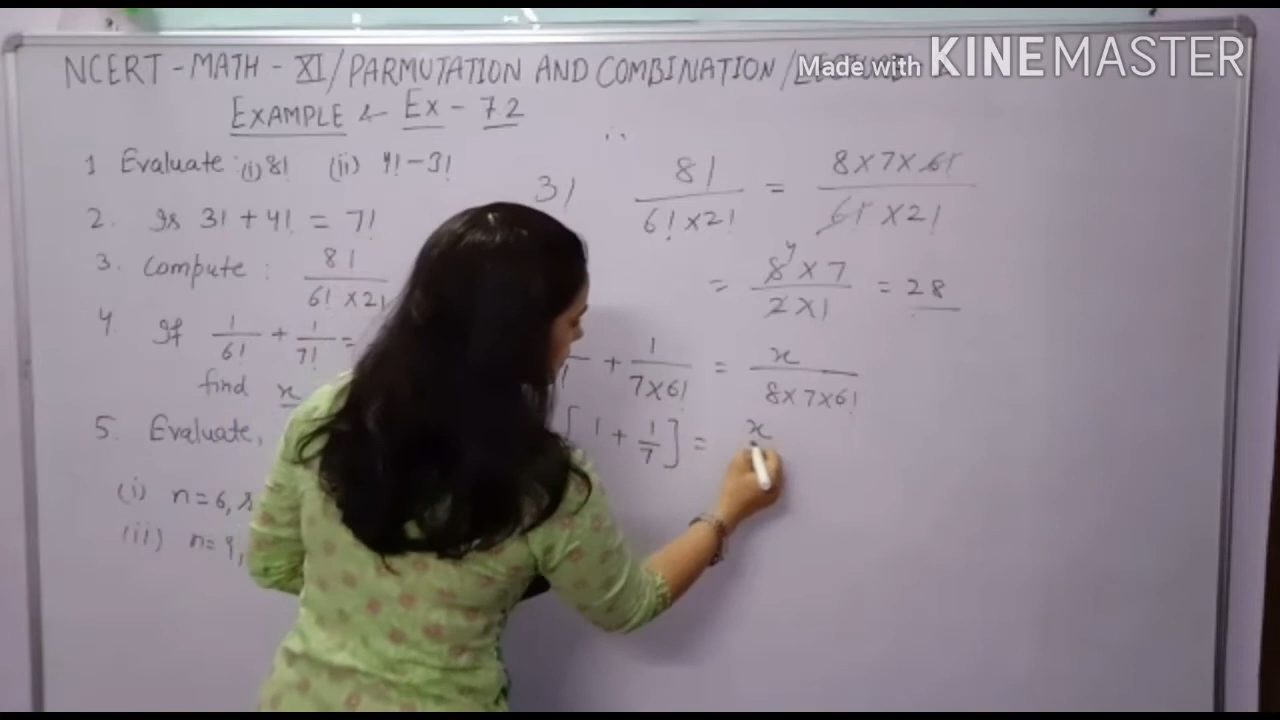 NCERT - MATH - XI / PARMUTATION AND COMBINATION /
Made with KINEMASTER
EXAMPLE & Ex - 7.2
1 Evaluate : (i) 8! (ii) 4! - 3!
2. Is 3! + 4! = 7!
3. Compute : 8! / 6! × 2!
4. If 1/6! + 1/7! =
find x
5. Evaluate,
(i) n = 6,
(ii) n = 9,
3!
8! / 6! × 2! = 8 × 7 × 6! / 6! × 2!
= 8 4 × 7 / 2 × 1 = 28
+ 1 / 7 × 6! = x / 8 × 7 × 6!
[ 1 + 1/7 ] = x